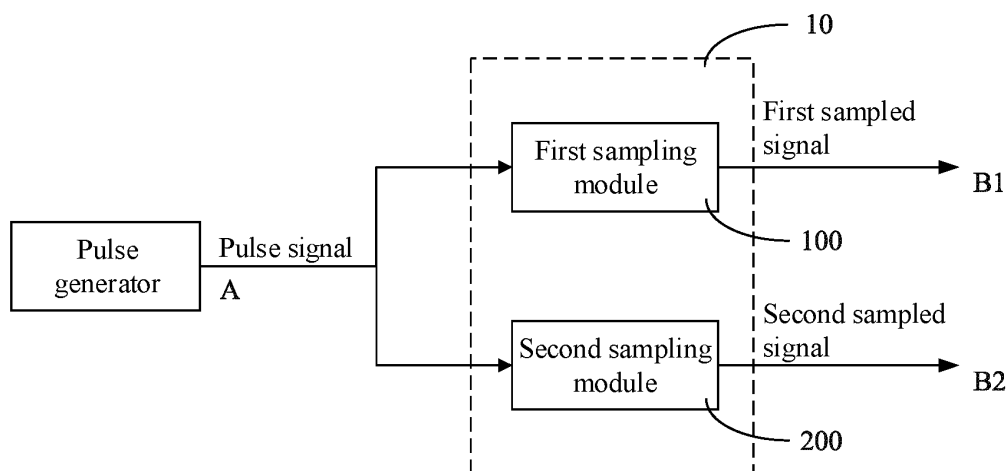 10
First sampled
signal
First sampling
module
B1
100
Pulse
generator
Pulse signal
A
Second sampled
signal
Second sampling
module
B2
200